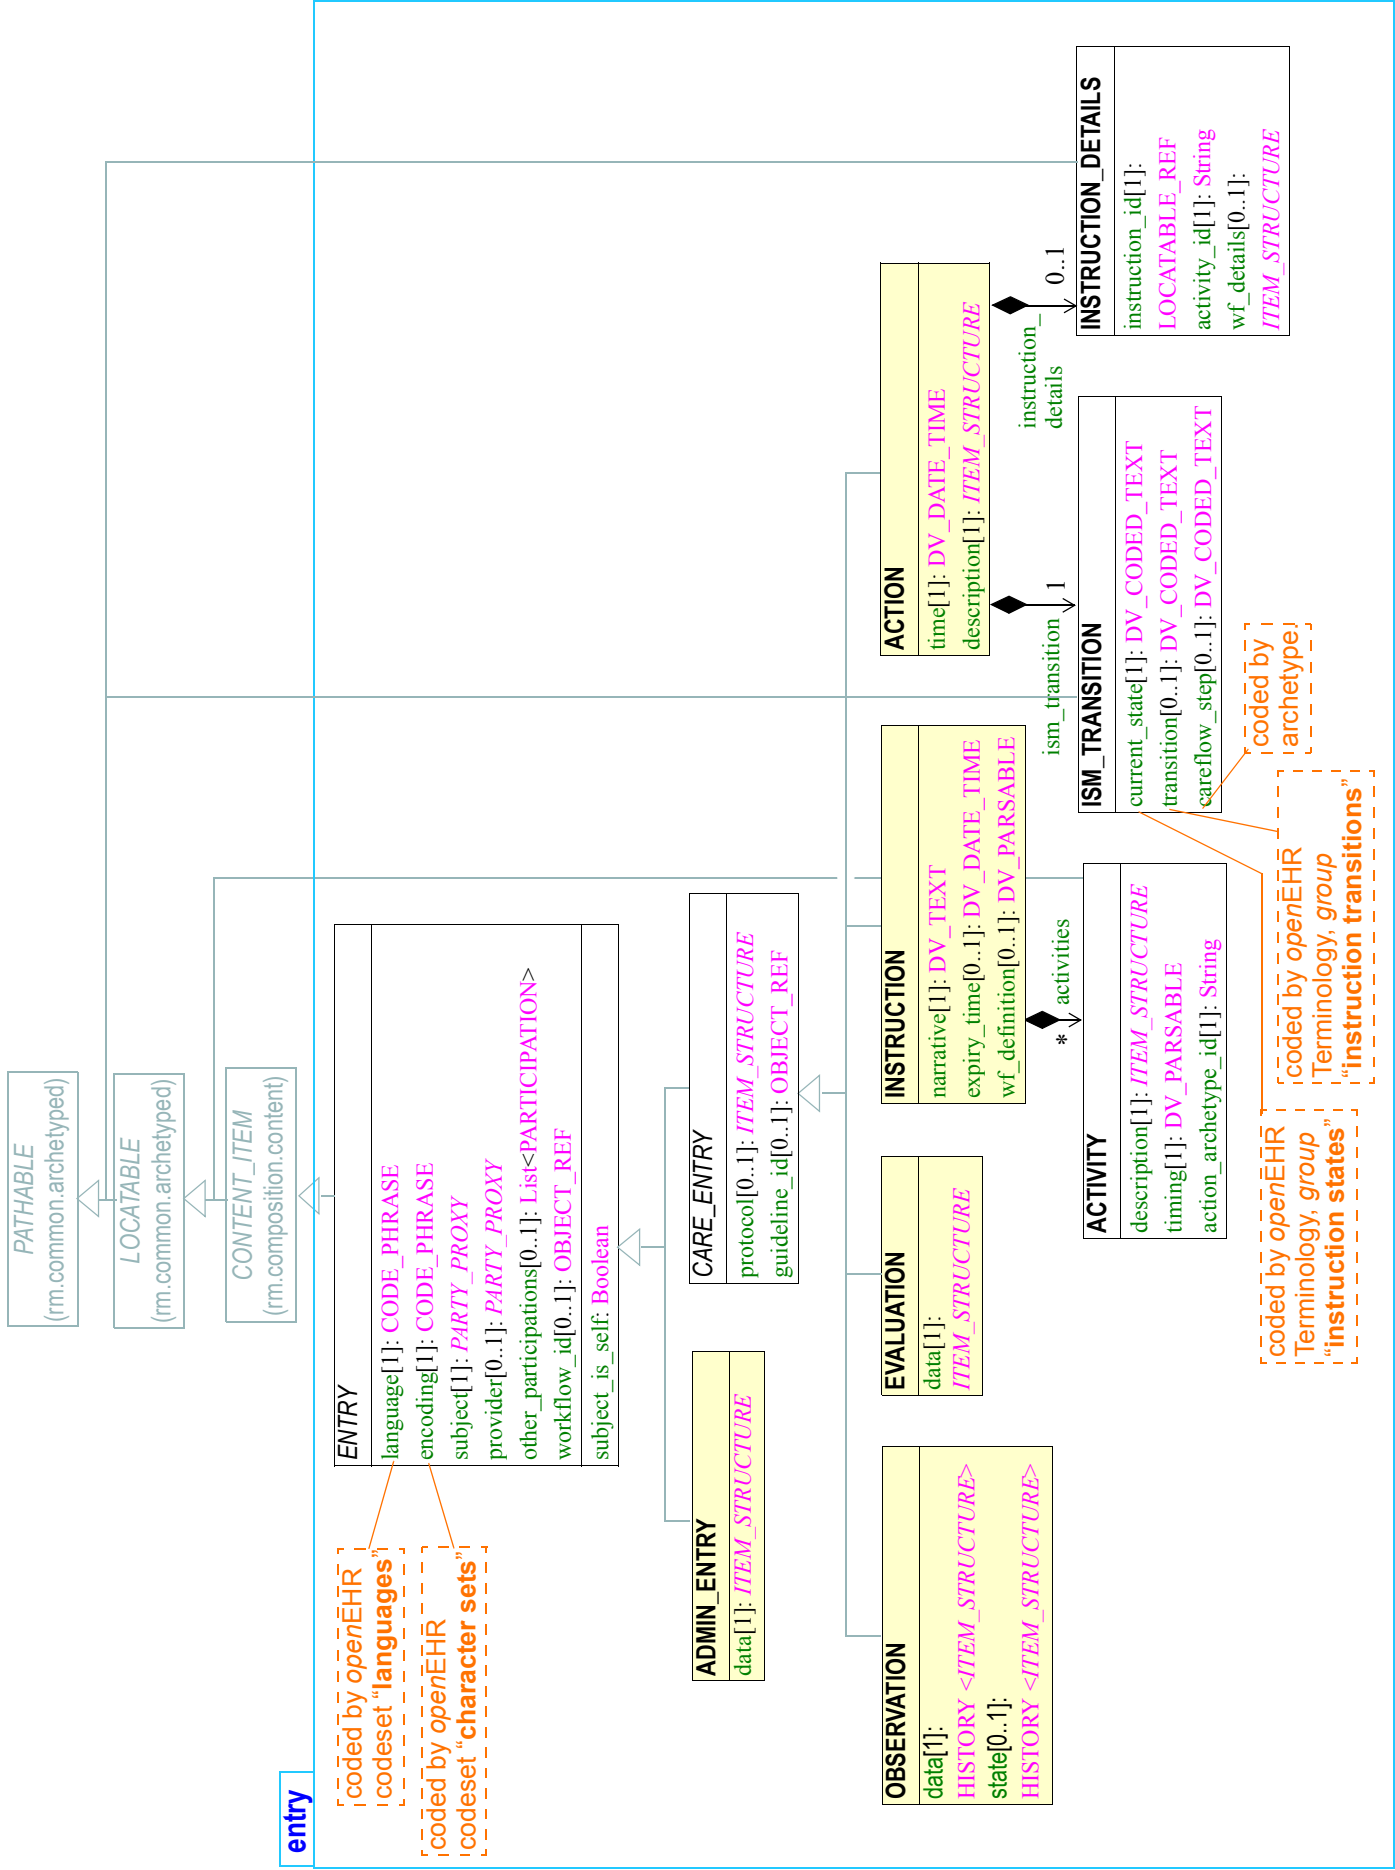 entry
PATHABLE
(rm.common.archetyped)
LOCATABLE
(rm.common.archetyped)
CONTENT_ITEM
(rm.composition.content)
coded by openEHR
codeset “languages”
coded by openEHR
codeset “character sets”
ENTRY
language[1]: CODE_PHRASE
encoding[1]: CODE_PHRASE
subject[1]: PARTY_PROXY
provider[0..1]: PARTY_PROXY
other_participations[0..1]: List<PARTICIPATION>
workflow_id[0..1]: OBJECT_REF
subject_is_self: Boolean
ADMIN_ENTRY
data[1]: ITEM_STRUCTURE
CARE_ENTRY
protocol[0..1]: ITEM_STRUCTURE
guideline_id[0..1]: OBJECT_REF
OBSERVATION
data[1]:
HISTORY <ITEM_STRUCTURE>
state[0..1]:
HISTORY <ITEM_STRUCTURE>
EVALUATION
data[1]:
ITEM_STRUCTURE
INSTRUCTION
narrative[1]: DV_TEXT
expiry_time[0..1]: DV_DATE_TIME
wf_definition[0..1]: DV_PARSABLE
ACTION
time[1]: DV_DATE_TIME
description[1]: ITEM_STRUCTURE
* activities
ism_transition 1
instruction_
details
0..1
ACTIVITY
description[1]: ITEM_STRUCTURE
timing[1]: DV_PARSABLE
action_archetype_id[1]: String
ISM_TRANSITION
current_state[1]: DV_CODED_TEXT
transition[0..1]: DV_CODED_TEXT
careflow_step[0..1]: DV_CODED_TEXT
INSTRUCTION_DETAILS
instruction_id[1]:
LOCATABLE_REF
activity_id[1]: String
wf_details[0..1]:
ITEM_STRUCTURE
coded by openEHR
Terminology, group
“instruction states”
coded by openEHR
Terminology, group
“instruction transitions”
coded by
archetype